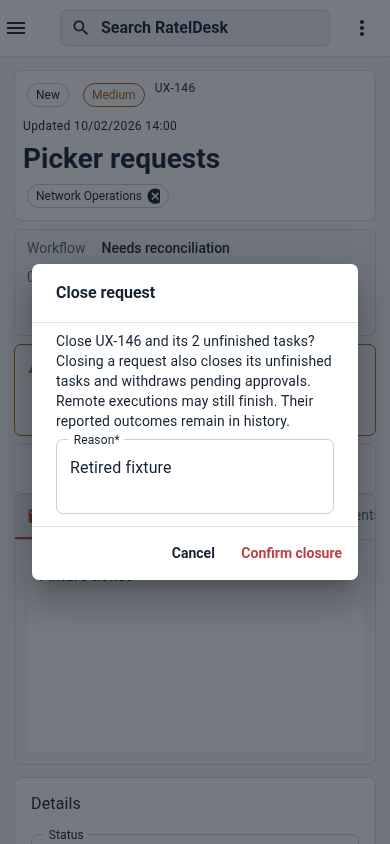 Search RatelDesk
New
Medium
UX-146
Updated 10/02/2026 14:00
Picker requests
Network Operations
Workflow
Needs reconciliation
Close request
Close UX-146 and its 2 unfinished tasks?
Closing a request also closes its unfinished
tasks and withdraws pending approvals.
Remote executions may still finish. Their
reported outcomes remain in history.
Reason*
Retired fixture
Cancel
Confirm closure
Details
Status